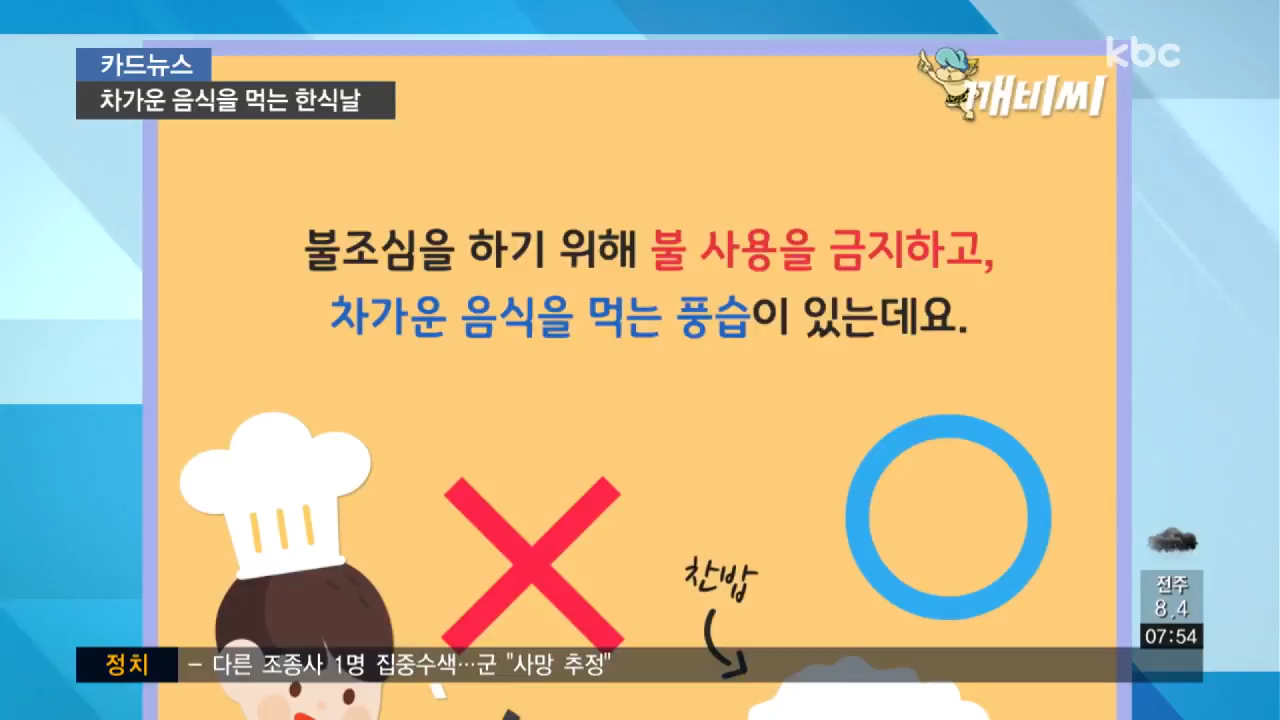 kbc
카드뉴스
차가운 음식을 먹는 한식날
깨티비씨
불조심을 하기 위해 불 사용을 금지하고,
차가운 음식을 먹는 풍습이 있는데요.
찬밥
전주
8.4
07:54
정치
– 다른 조종사 1명 집중수색…군 "사망 추정"